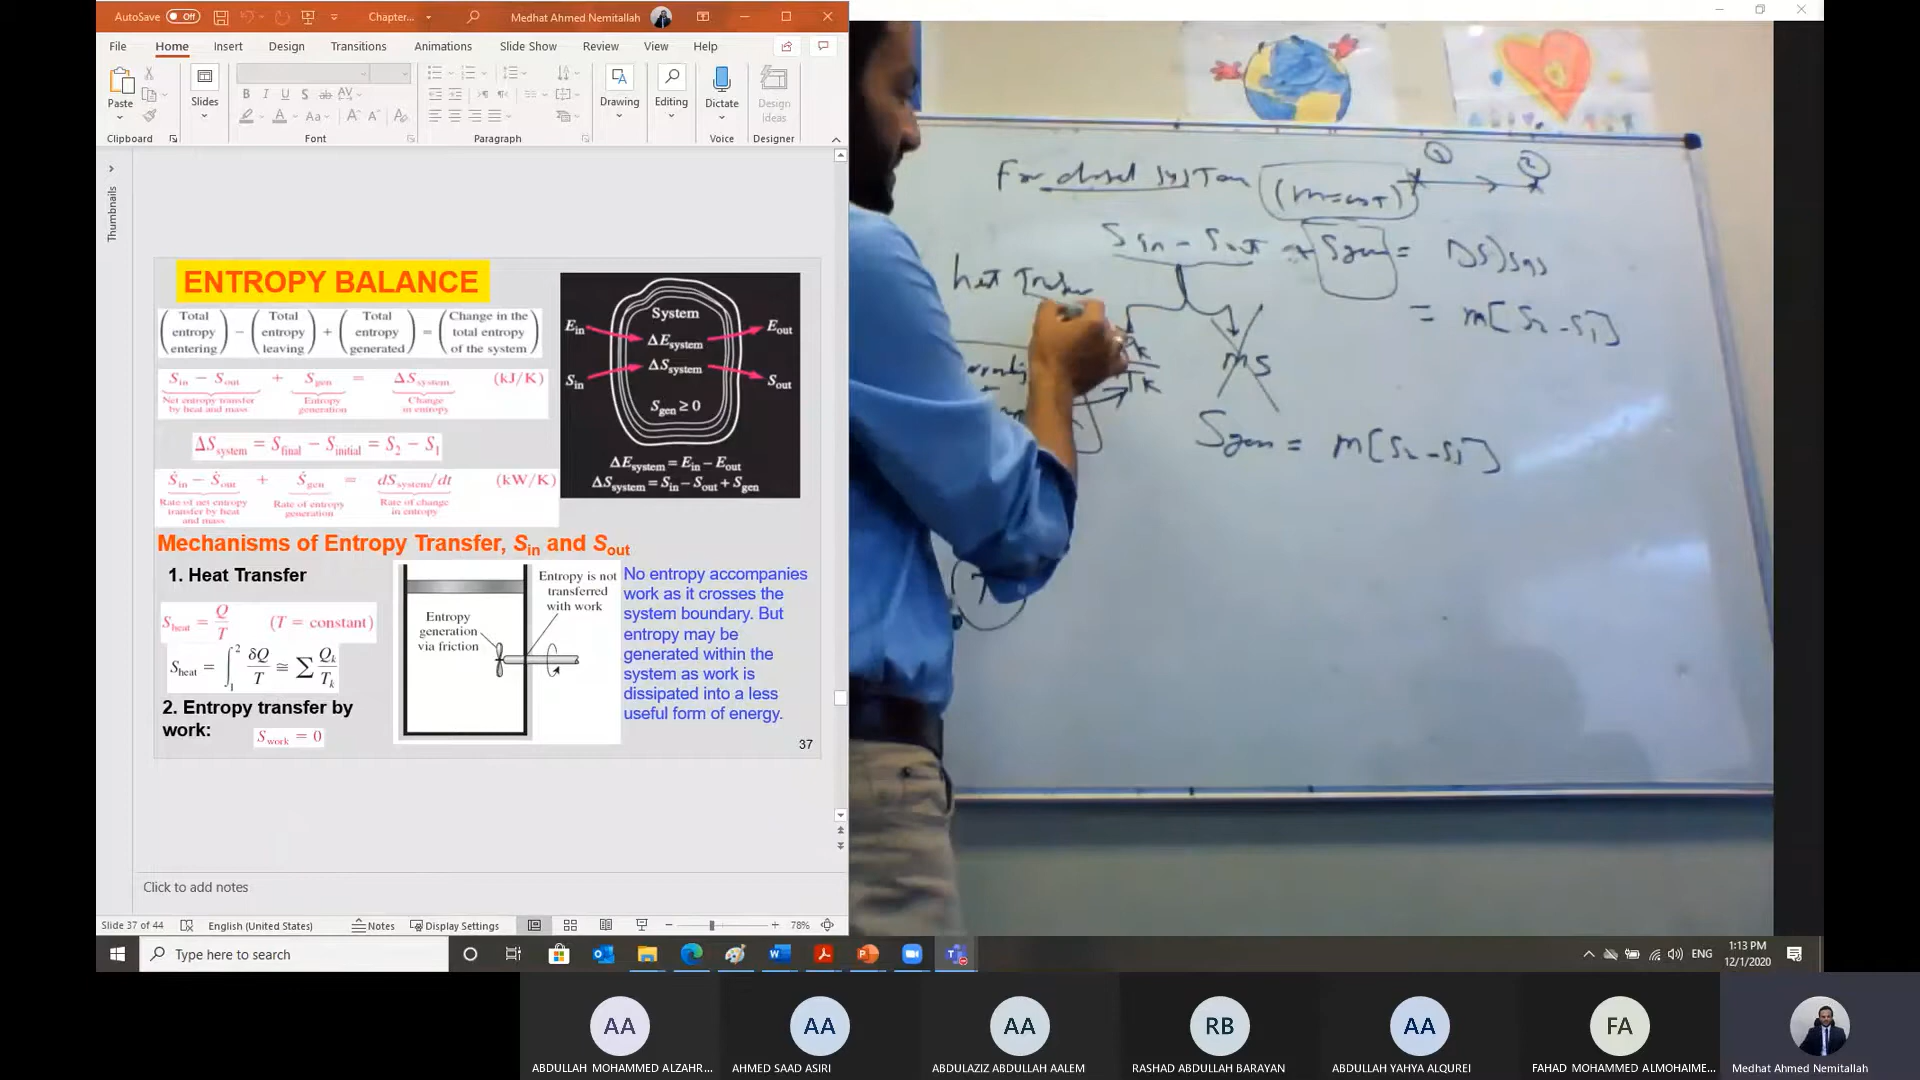 AutoSave Off Chapter... Medhat Ahmed Nemitallah
File Home Insert Design Transitions Animations Slide Show Review View Help
Paste Slides B I U S ab AV Aa A A Drawing Editing Dictate Design Ideas
Clipboard Font Paragraph Voice Designer
Thumbnails
ENTROPY BALANCE
(Total entropy entering) − (Total entropy leaving) + (Total entropy generated) = (Change in the total entropy of the system)
Sin − Sout + Sgen = ΔSsystem (kJ/K)
Net entropy transfer by heat and mass Entropy generation Change in entropy
ΔSsystem = Sfinal − Sinitial = S2 − S1
Ṡin − Ṡout + Ṡgen = dSsystem/dt (kW/K)
Rate of net entropy transfer by heat and mass Rate of entropy generation Rate of change in entropy
System
Ein ΔEsystem Eout
Sin ΔSsystem Sout
Sgen ≥ 0
ΔEsystem = Ein − Eout
ΔSsystem = Sin − Sout + Sgen
Mechanisms of Entropy Transfer, Sin and Sout
1. Heat Transfer
Sheat = Q/T (T = constant)
Sheat = ∫₁² δQ/T ≅ ∑ Qk/Tk
2. Entropy transfer by work: Swork = 0
Entropy is not transferred with work
Entropy generation via friction
No entropy accompanies
work as it crosses the
system boundary. But
entropy may be
generated within the
system as work is
dissipated into a less
useful form of energy.
37
Click to add notes
Slide 37 of 44 English (United States) Notes Display Settings 78%
Type here to search
ENG 1:13 PM 12/1/2020
For closed system (m=cst) 1 2
Sin − Sout + Sgen = ΔS)sys
= m[S2 − S1]
heat
Tk
ms
Sgen = m[S2 − S1]
T
AA AA AA RB AA FA
ABDULLAH MOHAMMED ALZAHR... AHMED SAAD ASIRI ABDULAZIZ ABDULLAH AALEM RASHAD ABDULLAH BARAYAN ABDULLAH YAHYA ALQUREI FAHAD MOHAMMED ALMOHAIME... Medhat Ahmed Nemitallah